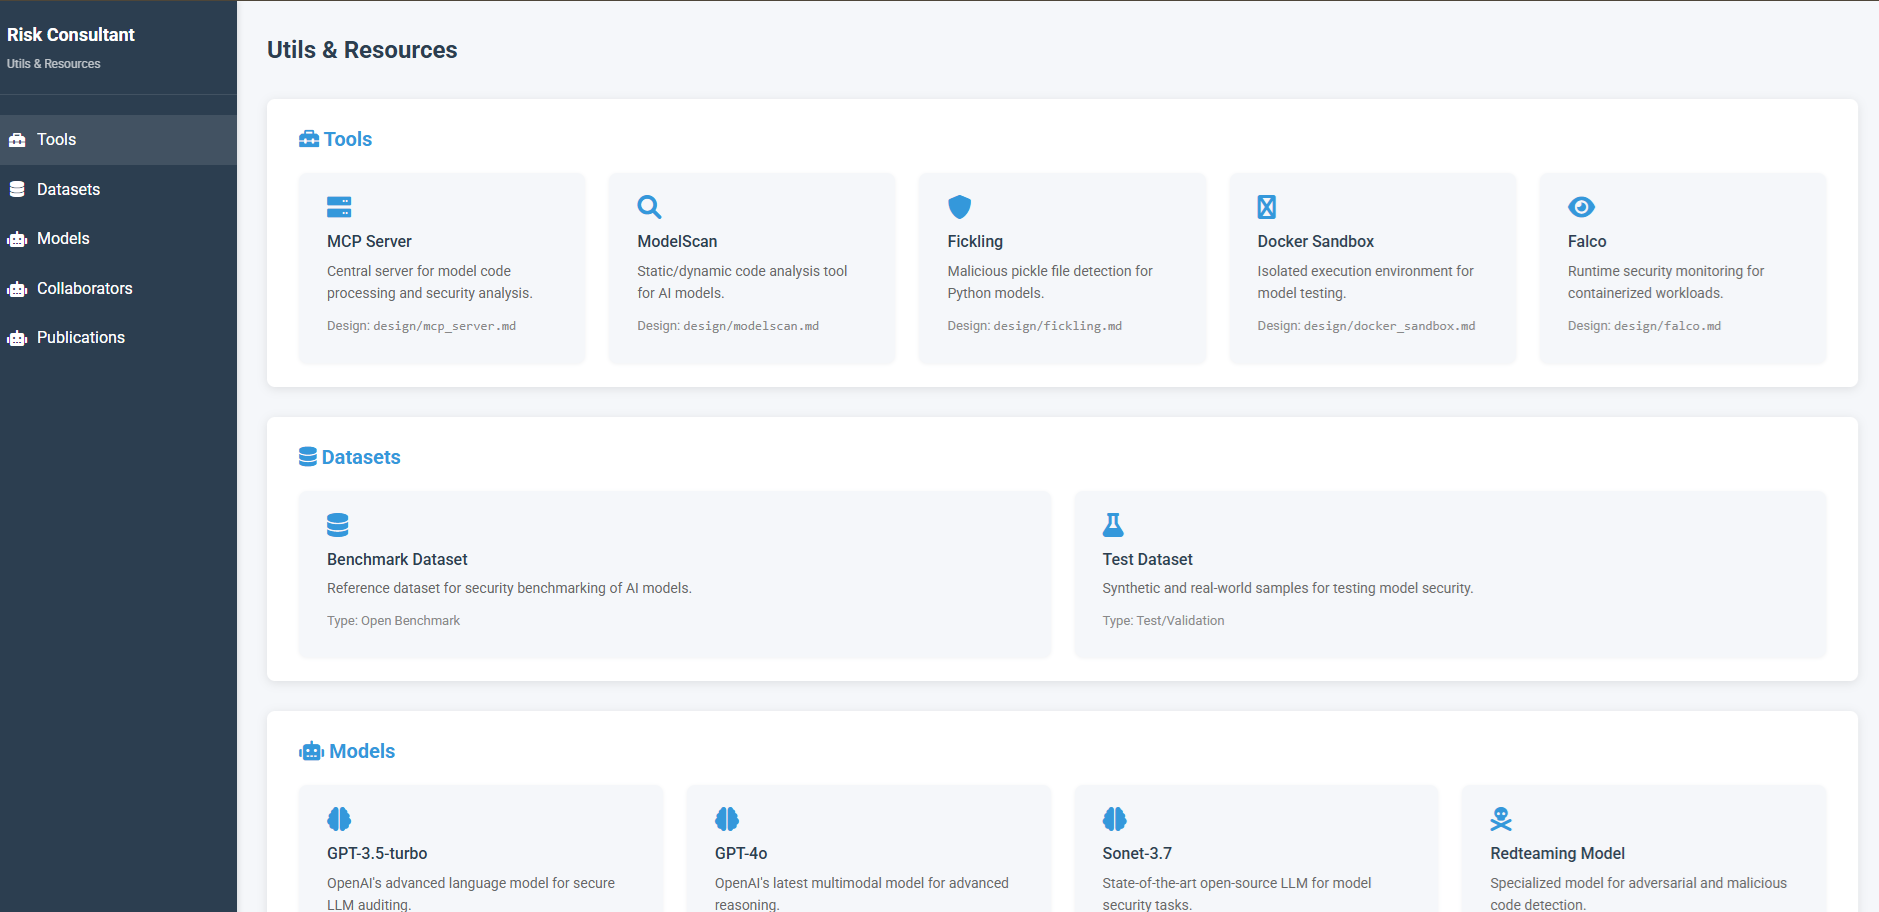 Risk Consultant
Utils & Resources
Tools
Datasets
Models
Collaborators
Publications
Utils & Resources
Tools
MCP Server
Central server for model code
processing and security analysis.
Design: design/mcp_server.md
ModelScan
Static/dynamic code analysis tool
for AI models.
Design: design/modelscan.md
Fickling
Malicious pickle file detection for
Python models.
Design: design/fickling.md
Docker Sandbox
Isolated execution environment for
model testing.
Design: design/docker_sandbox.md
Falco
Runtime security monitoring for
containerized workloads.
Design: design/falco.md
Datasets
Benchmark Dataset
Reference dataset for security benchmarking of AI models.
Type: Open Benchmark
Test Dataset
Synthetic and real-world samples for testing model security.
Type: Test/Validation
Models
GPT-3.5-turbo
OpenAI's advanced language model for secure
LLM auditing.
GPT-4o
OpenAI's latest multimodal model for advanced
reasoning.
Sonet-3.7
State-of-the-art open-source LLM for model
security tasks.
Redteaming Model
Specialized model for adversarial and malicious
code detection.